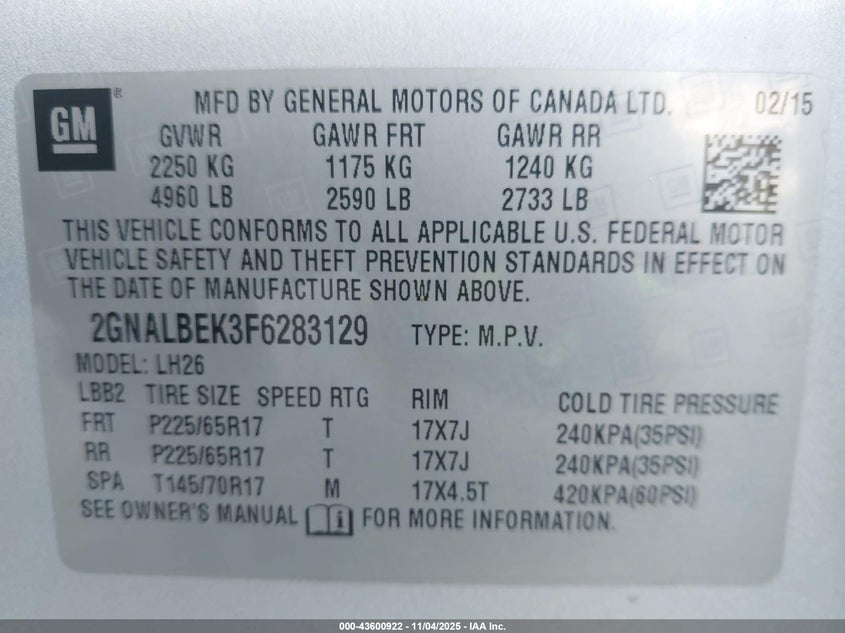 GM ® MFD BY GENERAL MOTORS OF CANADA LTD. 02/15
GVWR GAWR FRT GAWR RR
2250 KG 1175 KG 1240 KG
4960 LB 2590 LB 2733 LB
THIS VEHICLE CONFORMS TO ALL APPLICABLE U.S. FEDERAL MOTOR
VEHICLE SAFETY AND THEFT PREVENTION STANDARDS IN EFFECT ON
THE DATE OF MANUFACTURE SHOWN ABOVE.
2GNALBEK3F6283129 TYPE: M.P.V.
MODEL: LH26
LBB2 TIRE SIZE SPEED RTG RIM COLD TIRE PRESSURE
FRT P225/65R17 T 17X7J 240KPA(35PSI)
RR P225/65R17 T 17X7J 240KPA(35PSI)
SPA T145/70R17 M 17X4.5T 420KPA(60PSI)
SEE OWNER'S MANUAL i FOR MORE INFORMATION.
000-43600922 - 11/04/2025 - IAA Inc.